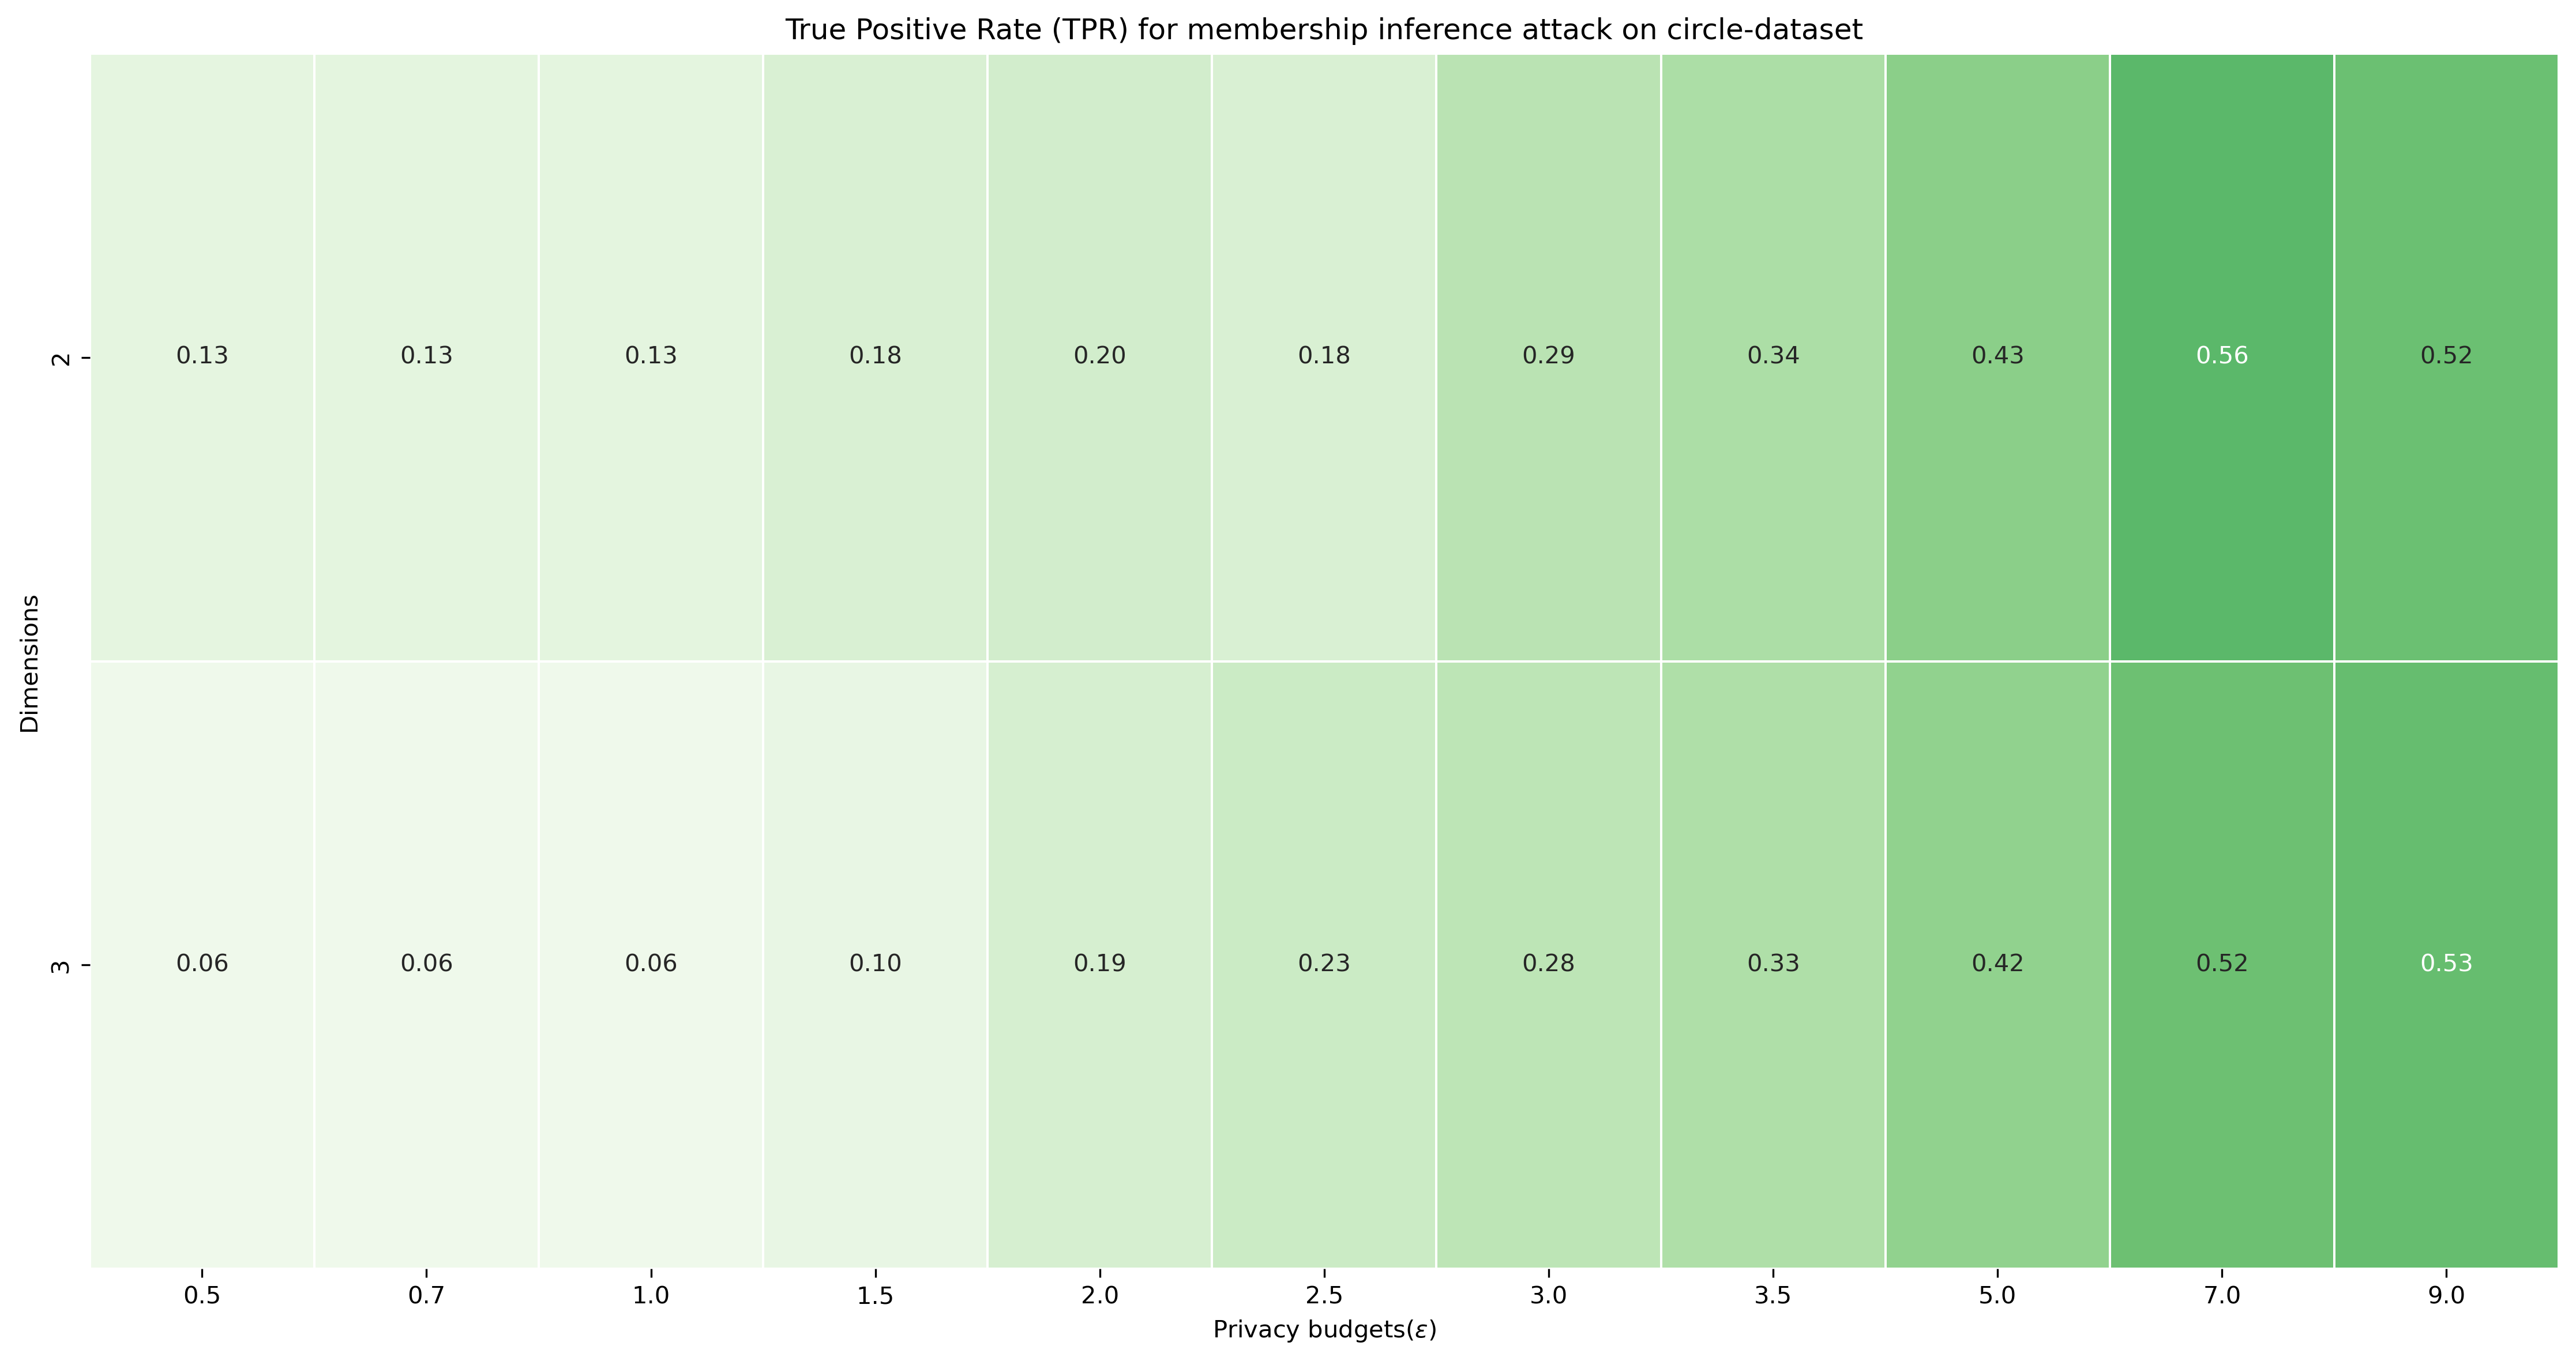 True Positive Rate (TPR) for membership inference attack on circle-dataset
Dimensions
2
0.13 0.13 0.13 0.18 0.20 0.18 0.29 0.34 0.43 0.56 0.52
3
0.06 0.06 0.06 0.10 0.19 0.23 0.28 0.33 0.42 0.52 0.53
0.5 0.7 1.0 1.5 2.0 2.5 3.0 3.5 5.0 7.0 9.0
Privacy budgets(ε)